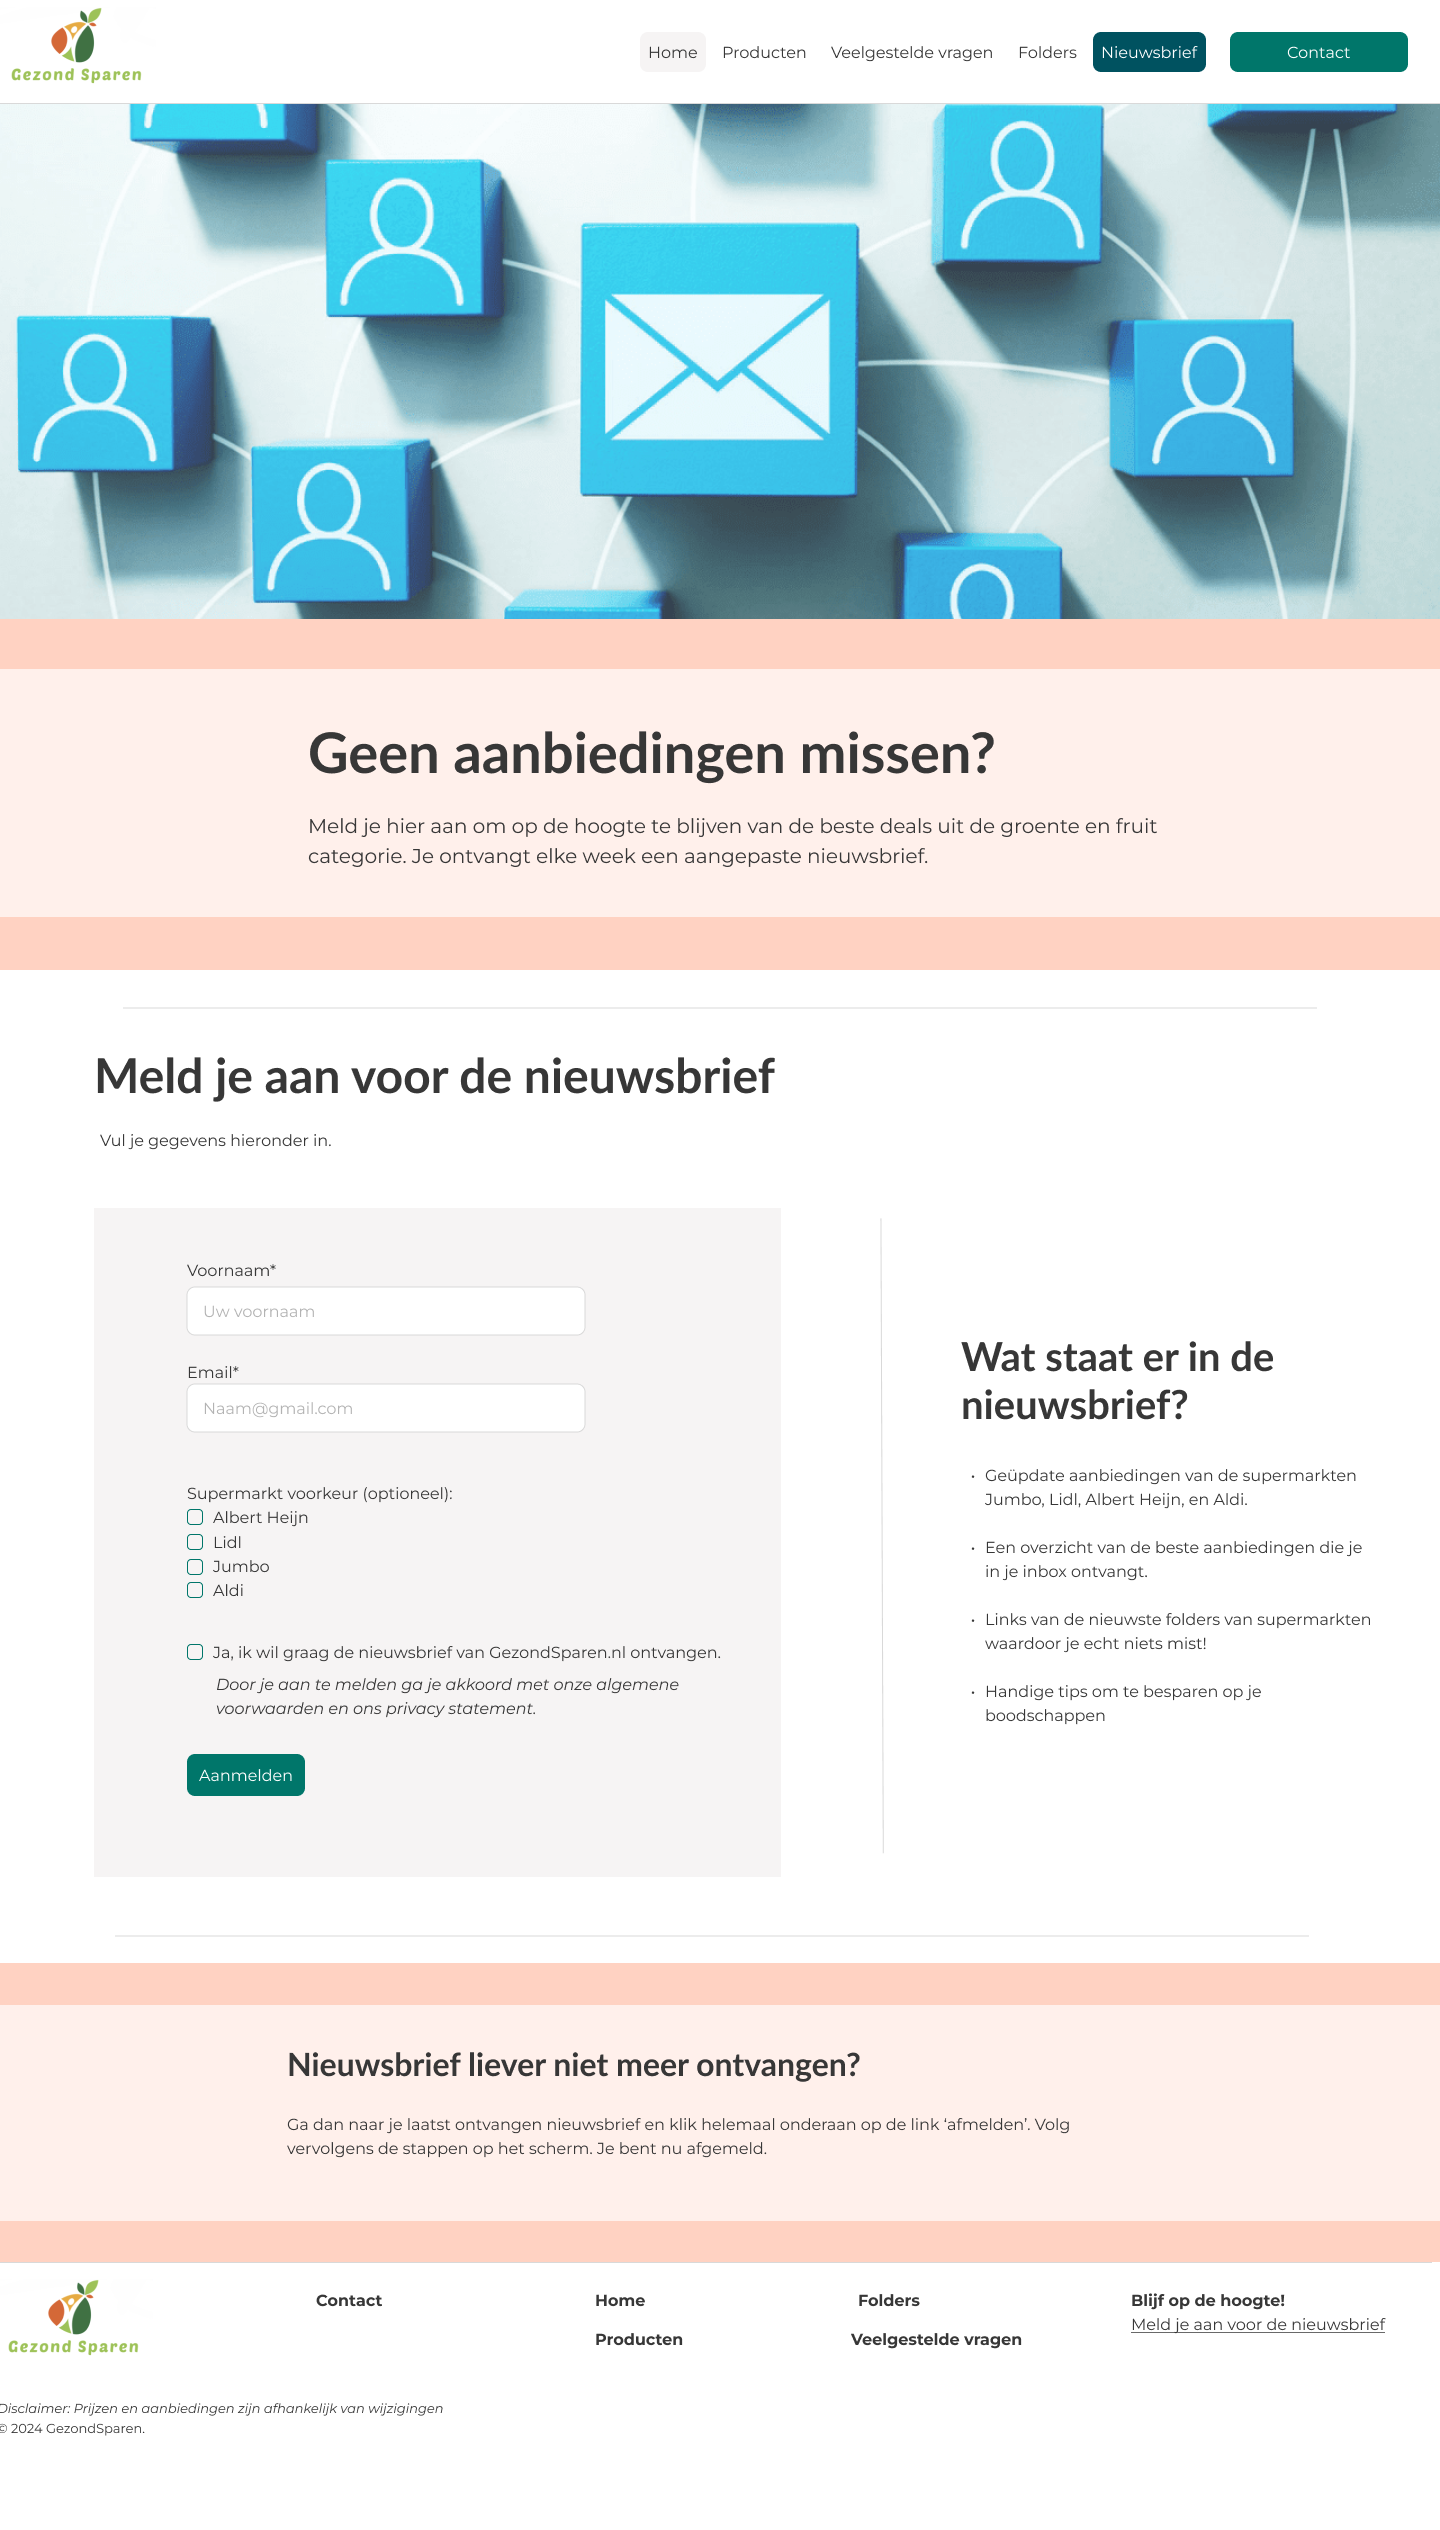 Gezond Sparen
Home
Producten
Veelgestelde vragen
Folders
Nieuwsbrief
Contact
Geen aanbiedingen missen?
Meld je hier aan om op de hoogte te blijven van de beste deals uit de groente en fruit
categorie. Je ontvangt elke week een aangepaste nieuwsbrief.
Meld je aan voor de nieuwsbrief
Vul je gegevens hieronder in.
Voornaam*
Uw voornaam
Email*
Naam@gmail.com
Supermarkt voorkeur (optioneel):
Albert Heijn
Lidl
Jumbo
Aldi
Ja, ik wil graag de nieuwsbrief van GezondSparen.nl ontvangen.
Door je aan te melden ga je akkoord met onze algemene
voorwaarden en ons privacy statement.
Aanmelden
Wat staat er in de
nieuwsbrief?
• Geüpdate aanbiedingen van de supermarkten
Jumbo, Lidl, Albert Heijn, en Aldi.
• Een overzicht van de beste aanbiedingen die je
in je inbox ontvangt.
• Links van de nieuwste folders van supermarkten
waardoor je echt niets mist!
• Handige tips om te besparen op je
boodschappen
Nieuwsbrief liever niet meer ontvangen?
Ga dan naar je laatst ontvangen nieuwsbrief en klik helemaal onderaan op de link ‘afmelden’. Volg
vervolgens de stappen op het scherm. Je bent nu afgemeld.
Gezond Sparen
Contact
Home
Producten
Folders
Veelgestelde vragen
Blijf op de hoogte!
Meld je aan voor de nieuwsbrief
Disclaimer: Prijzen en aanbiedingen zijn afhankelijk van wijzigingen
© 2024 GezondSparen.